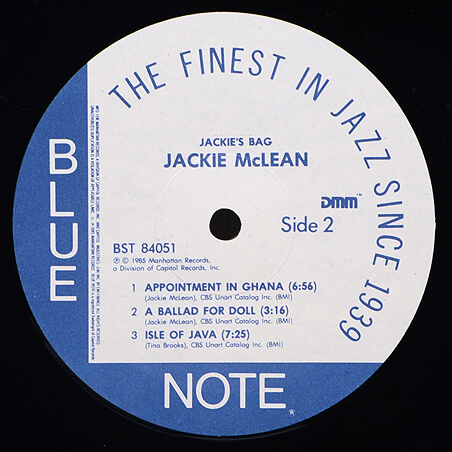 THE FINEST IN JAZZ SINCE 1939
JACKIE'S BAG
JACKIE McLEAN
DMM
Side 2
BST 84051
℗ © 1985 Manhattan Records,
a Division of Capitol Records, Inc.
1 APPOINTMENT IN GHANA (6:56)
(Jackie McLean), CBS Unart Catalog Inc. (BMI)
2 A BALLAD FOR DOLL (3:16)
(Jackie McLean), CBS Unart Catalog Inc. (BMI)
3 ISLE OF JAVA (7:25)
(Tina Brooks), CBS Unart Catalog Inc. (BMI)
BLUE
NOTE®